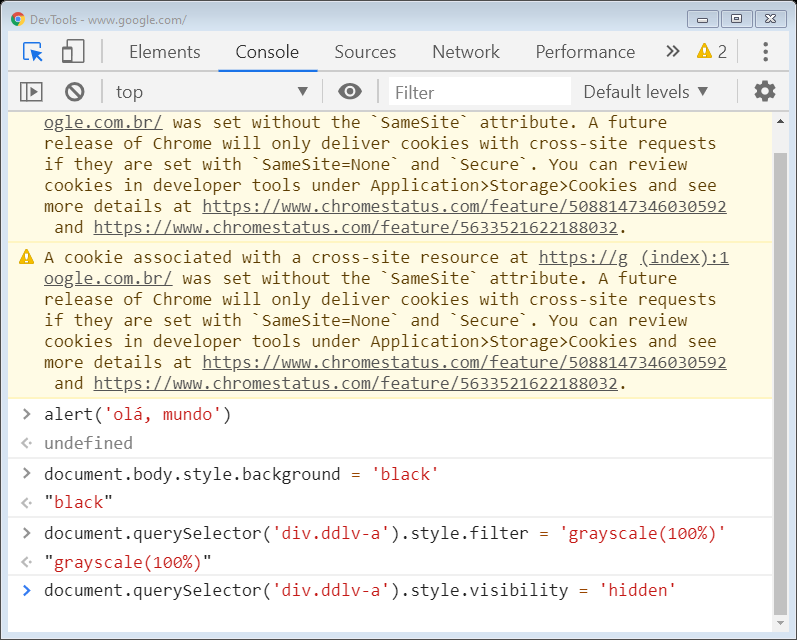 DevTools - www.google.com/
Elements Console Sources Network Performance » 2
top ▼ Filter Default levels ▼
ogle.com.br/ was set without the `SameSite` attribute. A future
release of Chrome will only deliver cookies with cross-site requests
if they are set with `SameSite=None` and `Secure`. You can review
cookies in developer tools under Application>Storage>Cookies and see
more details at https://www.chromestatus.com/feature/5088147346030592
and https://www.chromestatus.com/feature/5633521622188032.
A cookie associated with a cross-site resource at https://g (index):1
oogle.com.br/ was set without the `SameSite` attribute. A future
release of Chrome will only deliver cookies with cross-site requests
if they are set with `SameSite=None` and `Secure`. You can review
cookies in developer tools under Application>Storage>Cookies and see
more details at https://www.chromestatus.com/feature/5088147346030592
and https://www.chromestatus.com/feature/5633521622188032.
> alert('olá, mundo')
undefined
> document.body.style.background = 'black'
"black"
> document.querySelector('div.ddlv-a').style.filter = 'grayscale(100%)'
"grayscale(100%)"
> document.querySelector('div.ddlv-a').style.visibility = 'hidden'